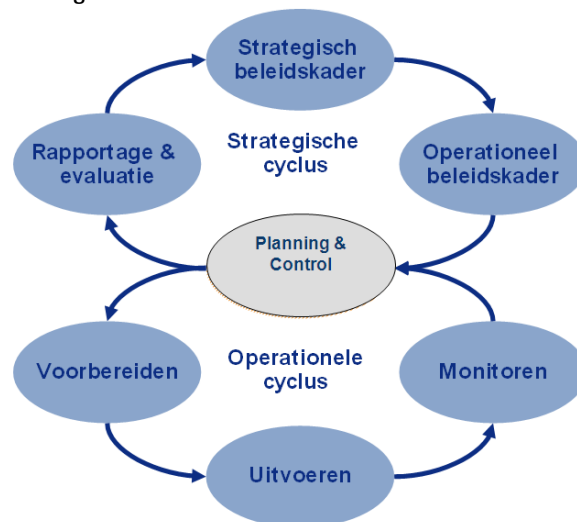 Strategisch
beleidskader
Strategische
cyclus
Rapportage &
evaluatie
Operationeel
beleidskader
Planning &
Control
Voorbereiden
Operationele
cyclus
Monitoren
Uitvoeren